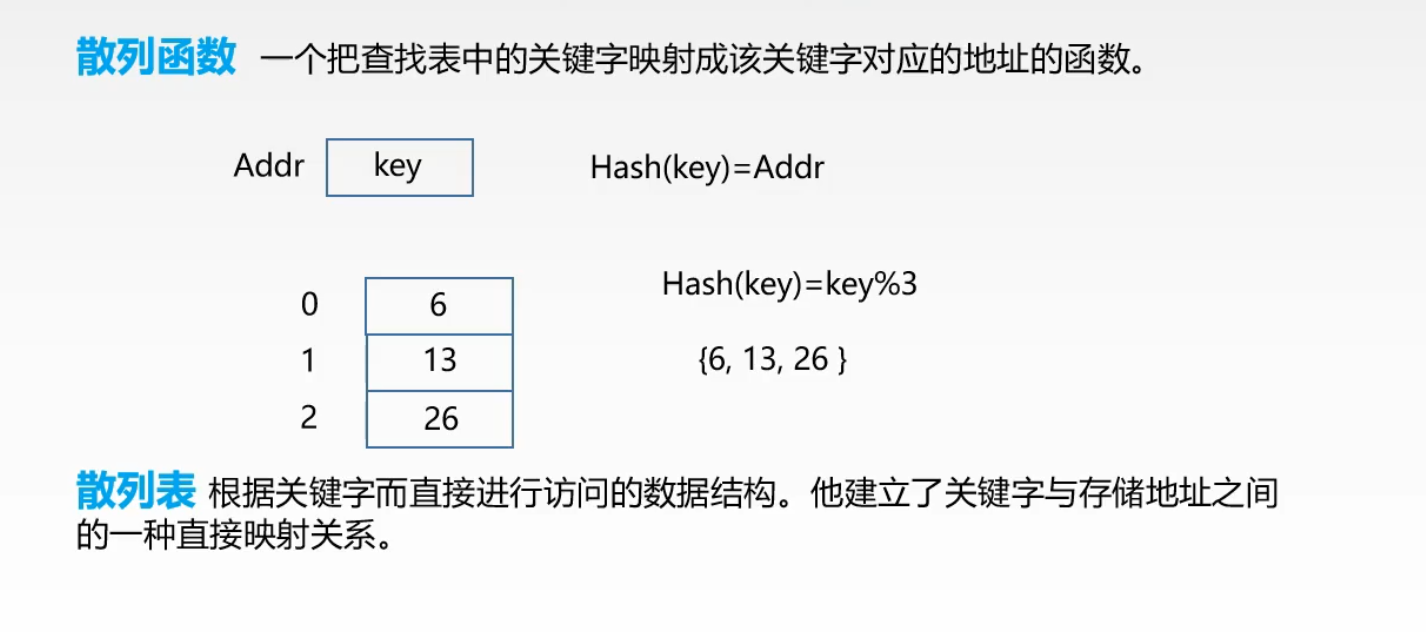 散列函数 一个把查找表中的关键字映射成该关键字对应的地址的函数。
Addr key Hash(key)=Addr
Hash(key)=key%3
0 6
1 13 {6, 13, 26 }
2 26
散列表 根据关键字而直接进行访问的数据结构。他建立了关键字与存储地址之间
的一种直接映射关系。